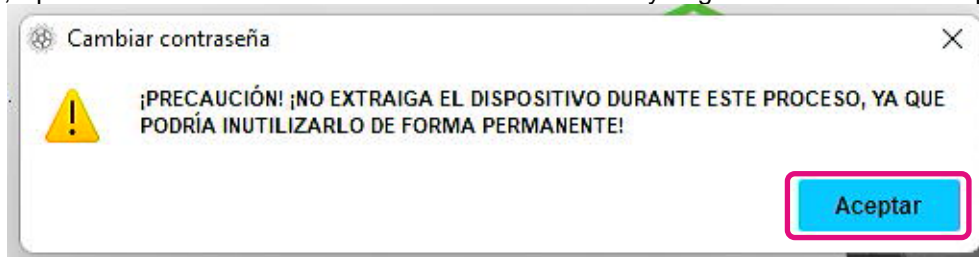 Cambiar contraseña
¡PRECAUCIÓN! ¡NO EXTRAIGA EL DISPOSITIVO DURANTE ESTE PROCESO, YA QUE
PODRÍA INUTILIZARLO DE FORMA PERMANENTE!
Aceptar